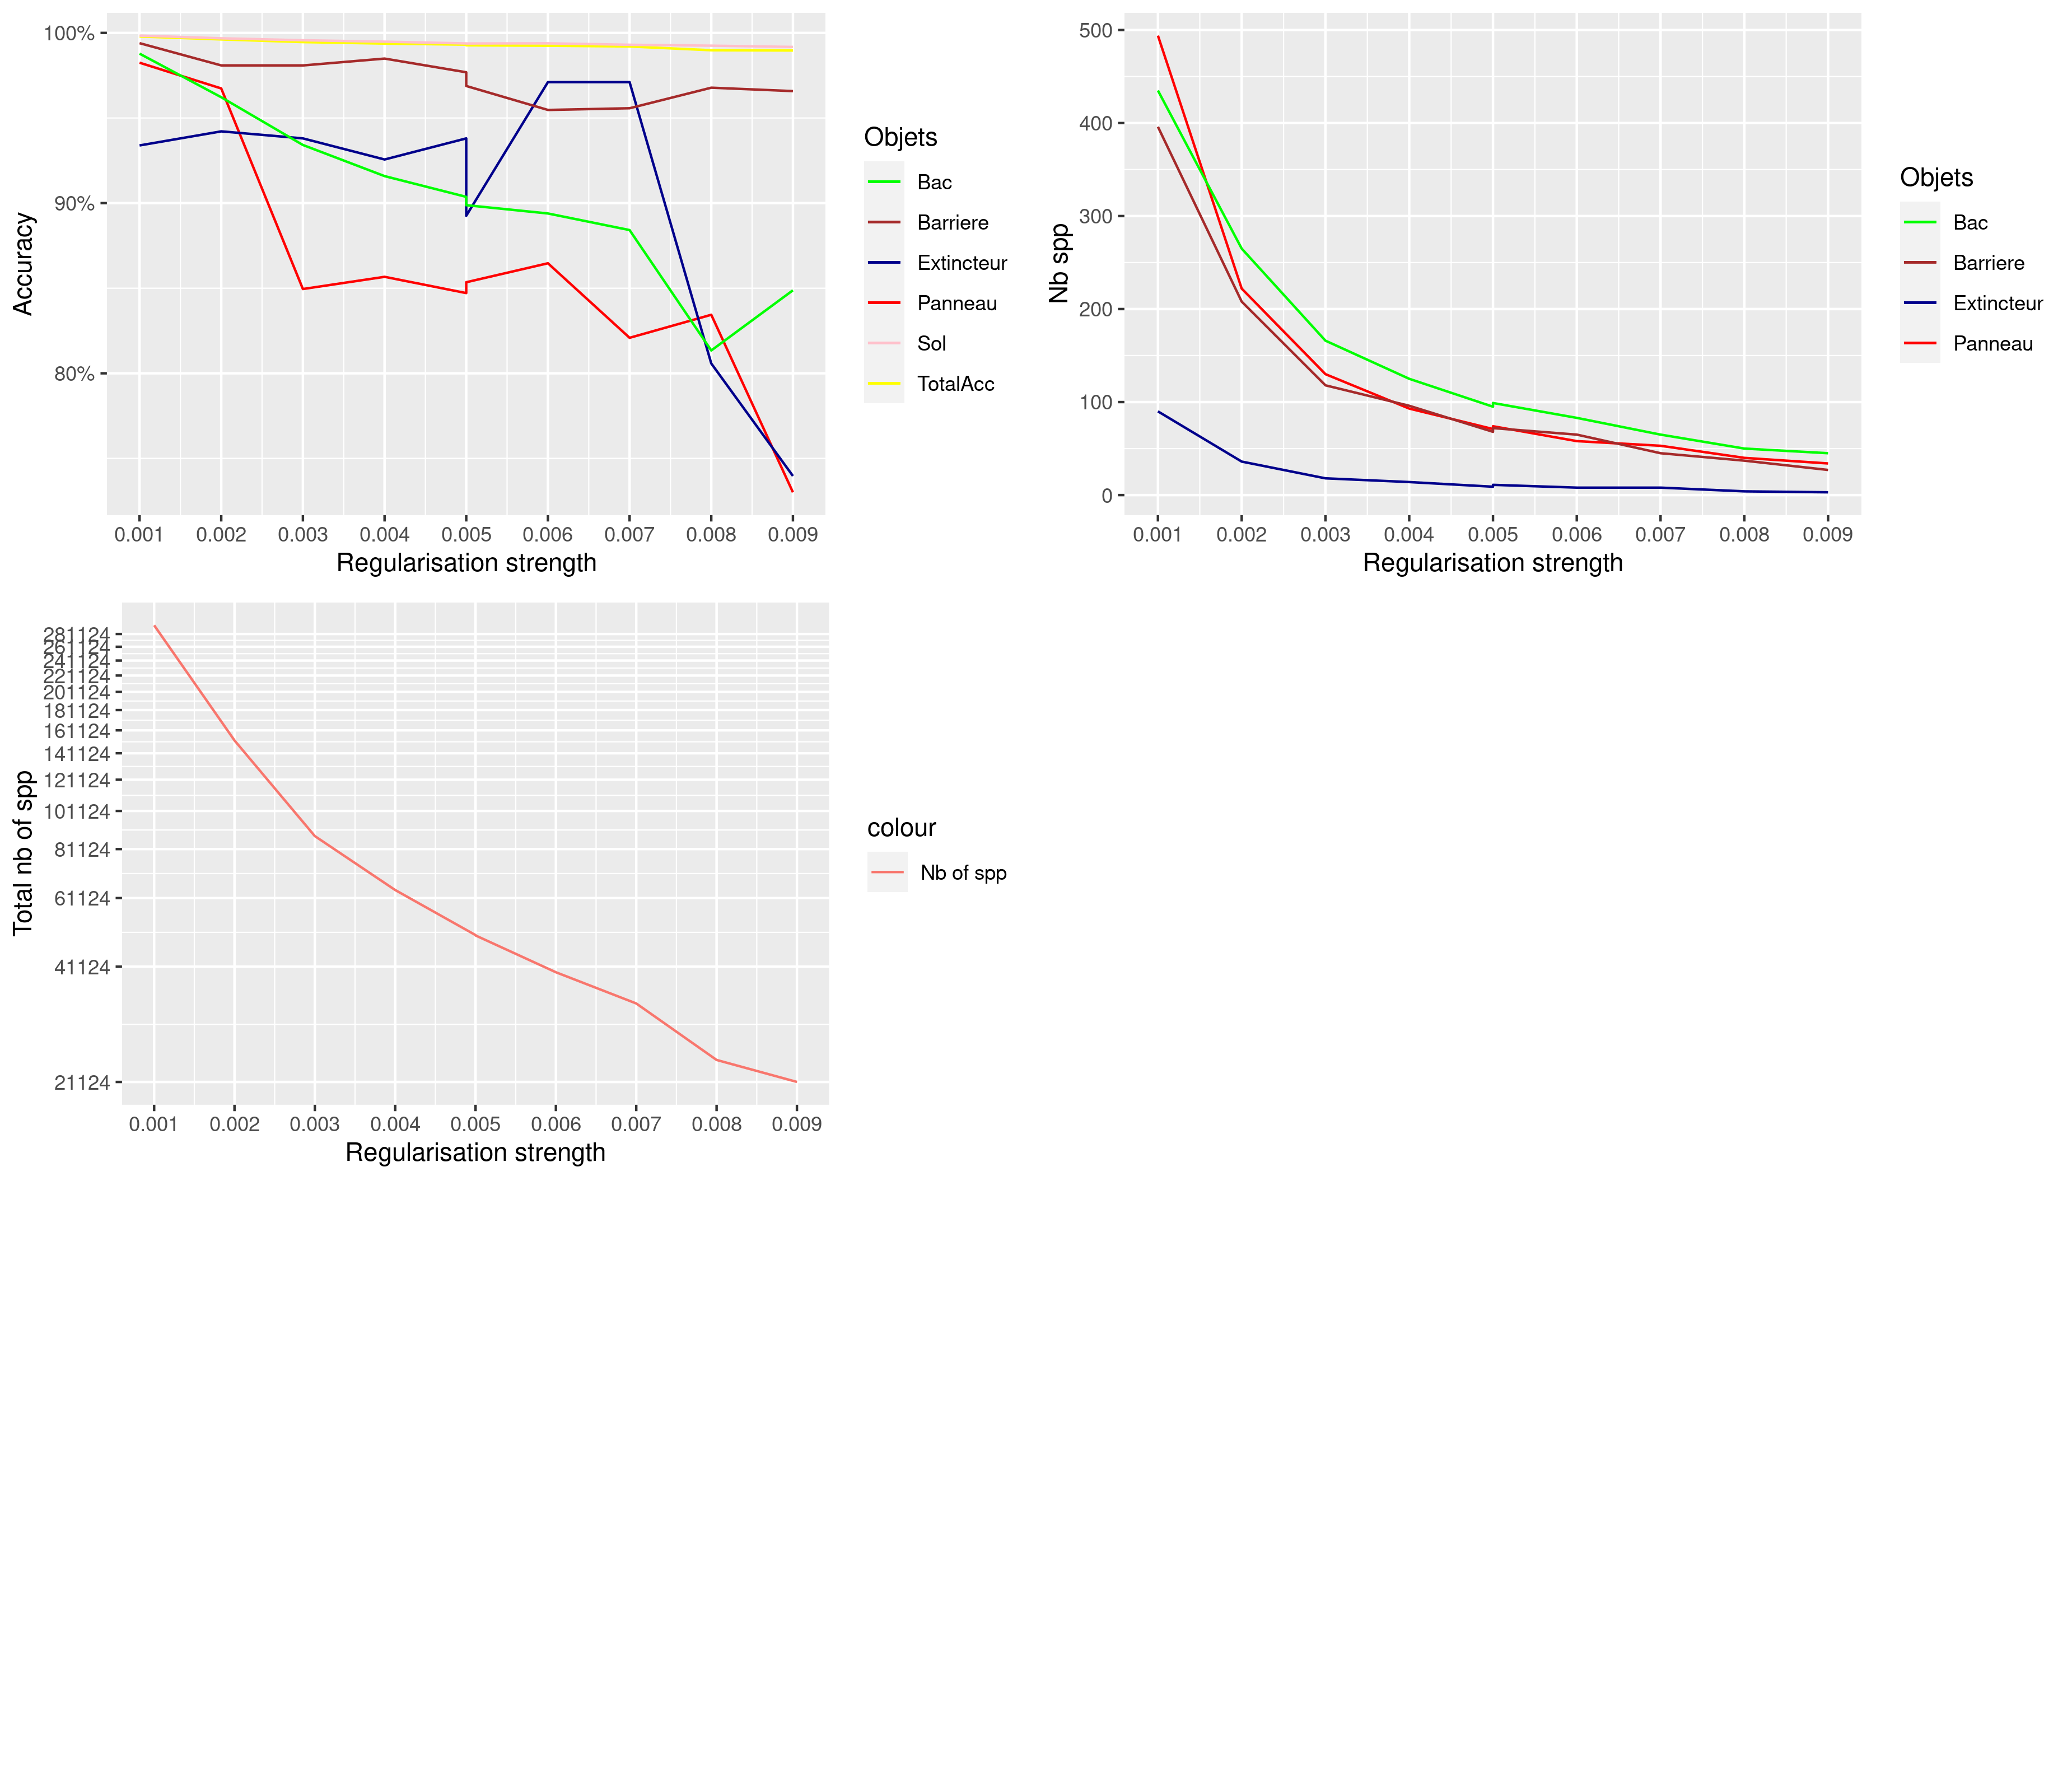 100%
90%
80%
Accuracy
0.001 0.002 0.003 0.004 0.005 0.006 0.007 0.008 0.009
Regularisation strength
Objets
Bac
Barriere
Extincteur
Panneau
Sol
TotalAcc
500
400
300
200
100
0
Nb spp
0.001 0.002 0.003 0.004 0.005 0.006 0.007 0.008 0.009
Regularisation strength
Objets
Bac
Barriere
Extincteur
Panneau
281124
261124
241124
221124
201124
181124
161124
141124
121124
101124
81124
61124
41124
21124
Total nb of spp
0.001 0.002 0.003 0.004 0.005 0.006 0.007 0.008 0.009
Regularisation strength
colour
Nb of spp